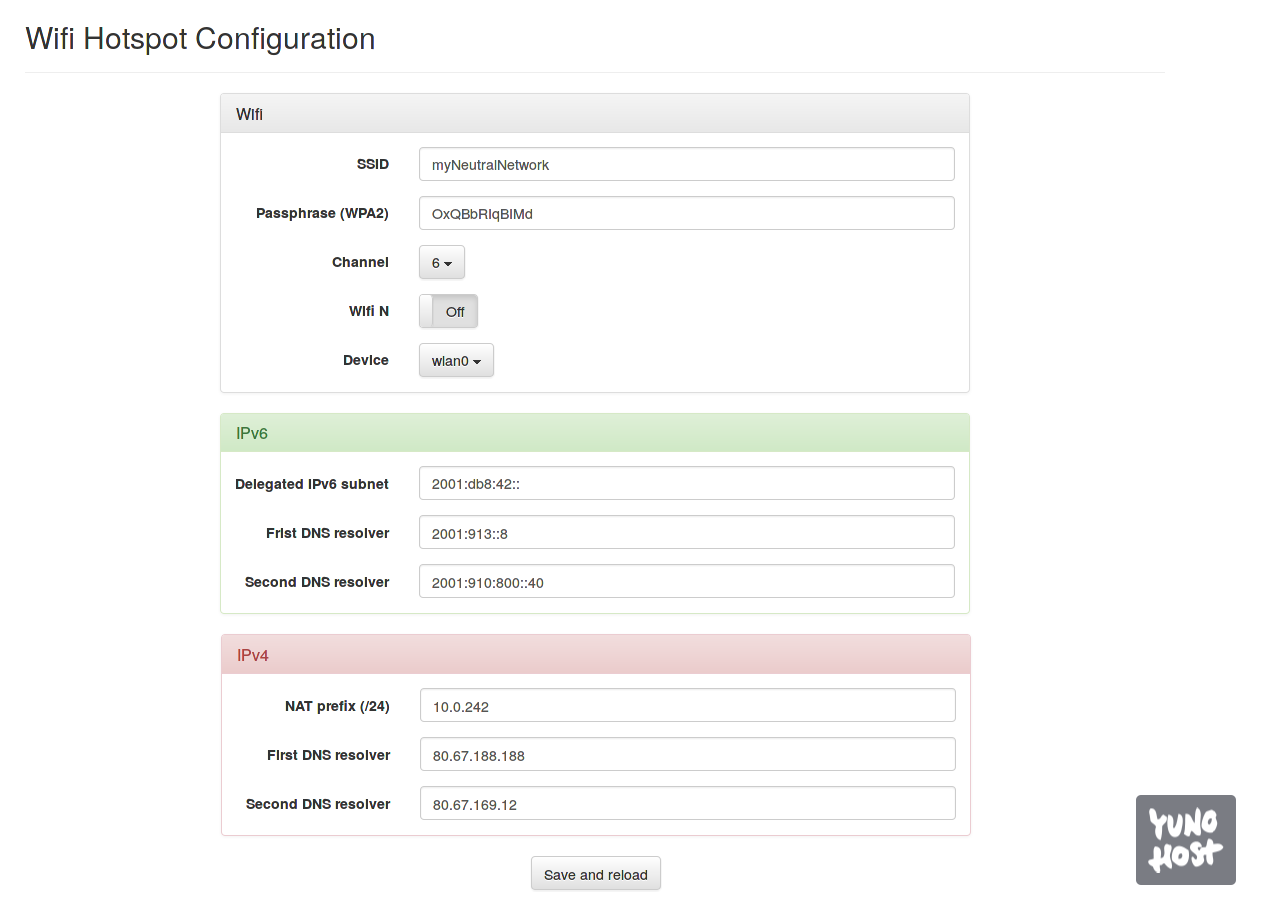 Wifi Hotspot Configuration
Wifi
SSID myNeutralNetwork
Passphrase (WPA2) OxQBbRIqBIMd
Channel 6
Wifi N Off
Device wlan0
IPv6
Delegated IPv6 subnet 2001:db8:42::
Frist DNS resolver 2001:913::8
Second DNS resolver 2001:910:800::40
IPv4
NAT prefix (/24) 10.0.242
First DNS resolver 80.67.188.188
Second DNS resolver 80.67.169.12
Save and reload
YUNO
HOST